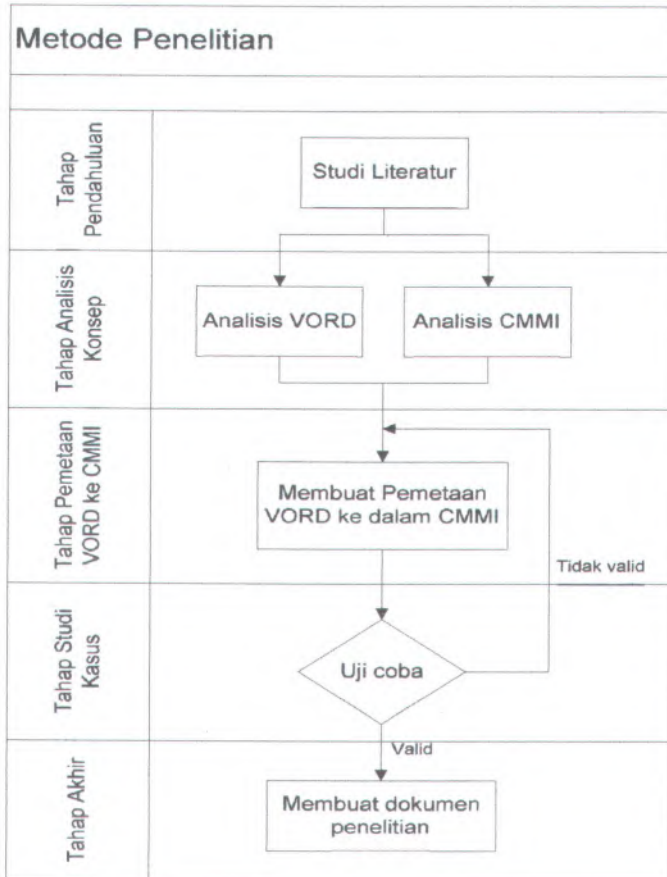 Metode Penelitian
Tahap
Pendahuluan
Studi Literatur
Tahap Analisis
Konsep
Analisis VORD
Analisis CMMI
Tahap Pemetaan
VORD ke CMMI
Membuat Pemetaan
VORD ke dalam CMMI
Tidak valid
Tahap Studi
Kasus
Uji coba
Valid
Tahap Akhir
Membuat dokumen
penelitian